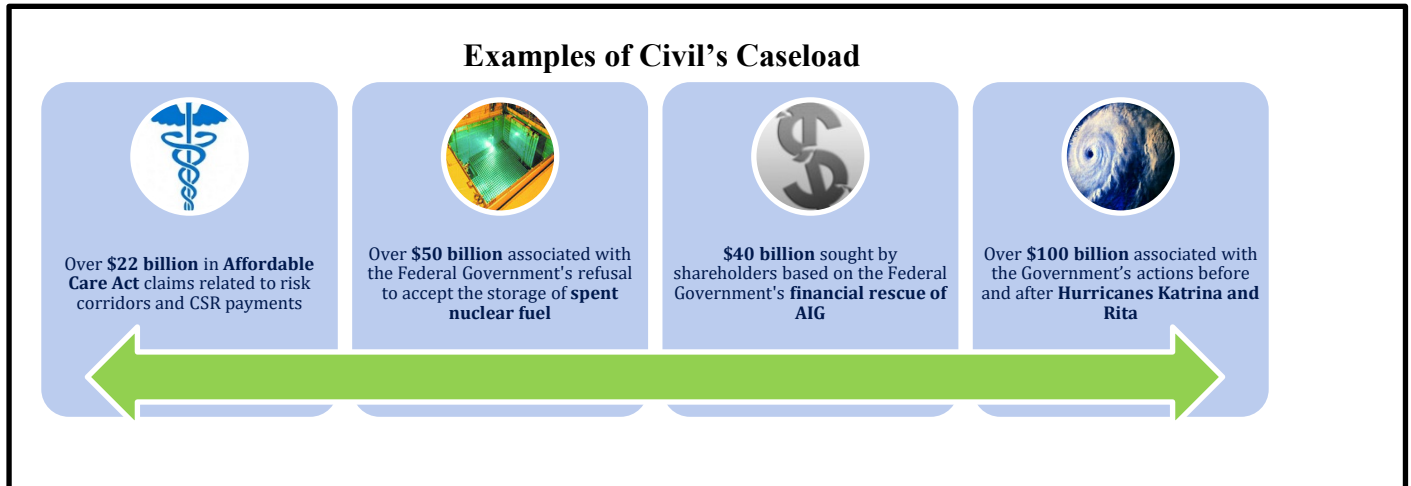 Examples of Civil's Caseload
Over $22 billion in Affordable
Care Act claims related to risk
corridors and CSR payments
Over $50 billion associated with
the Federal Government's refusal
to accept the storage of spent
nuclear fuel
$40 billion sought by
shareholders based on the Federal
Government's financial rescue of
AIG
Over $100 billion associated with
the Government’s actions before
and after Hurricanes Katrina and
Rita